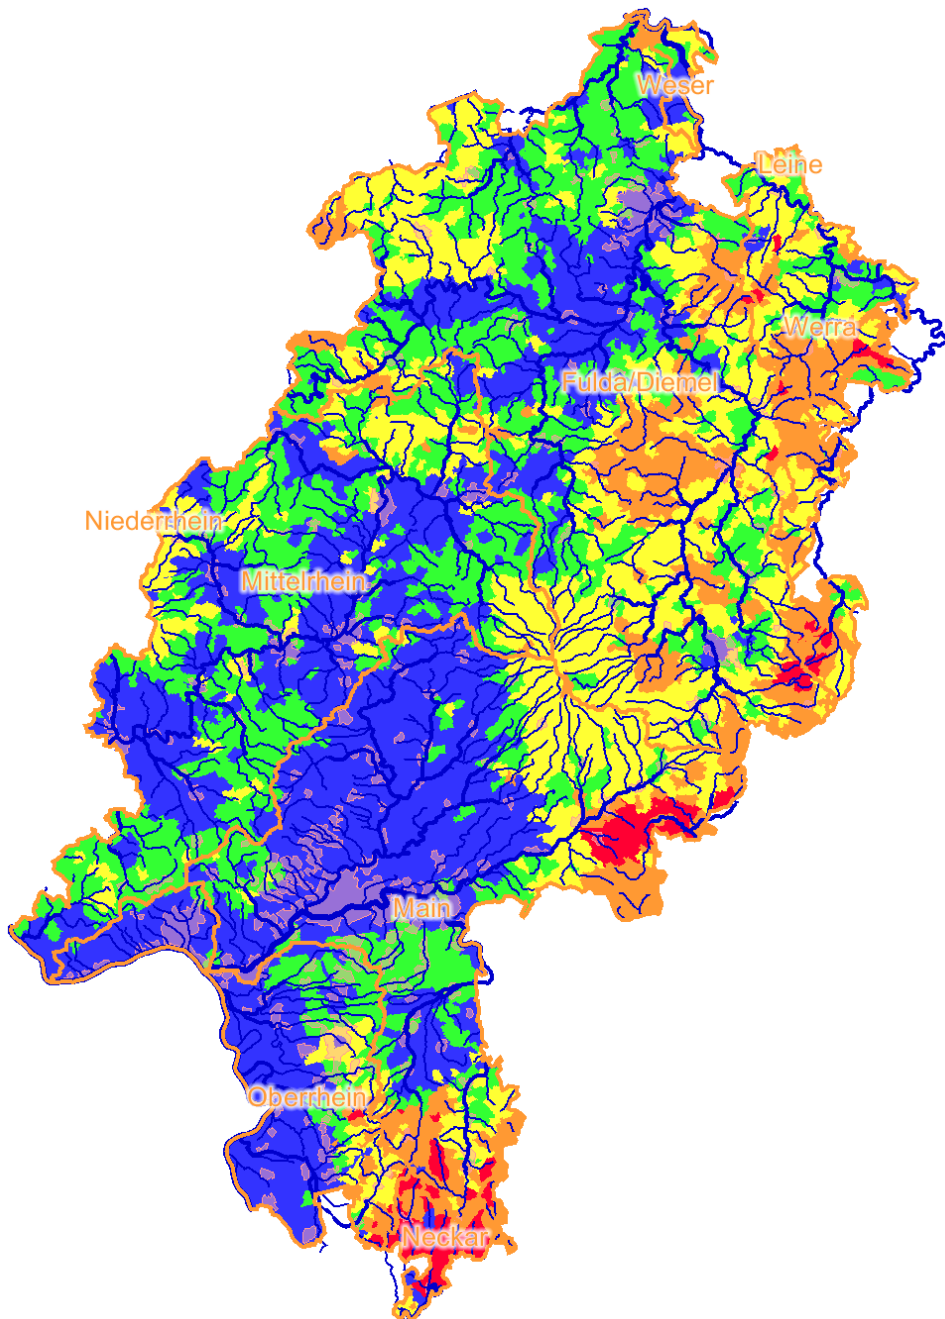 Weser
Leine
Werra
Fulda/Diemel
Niederrhein
Mittelrhein
Main
Oberrhein
Neckar